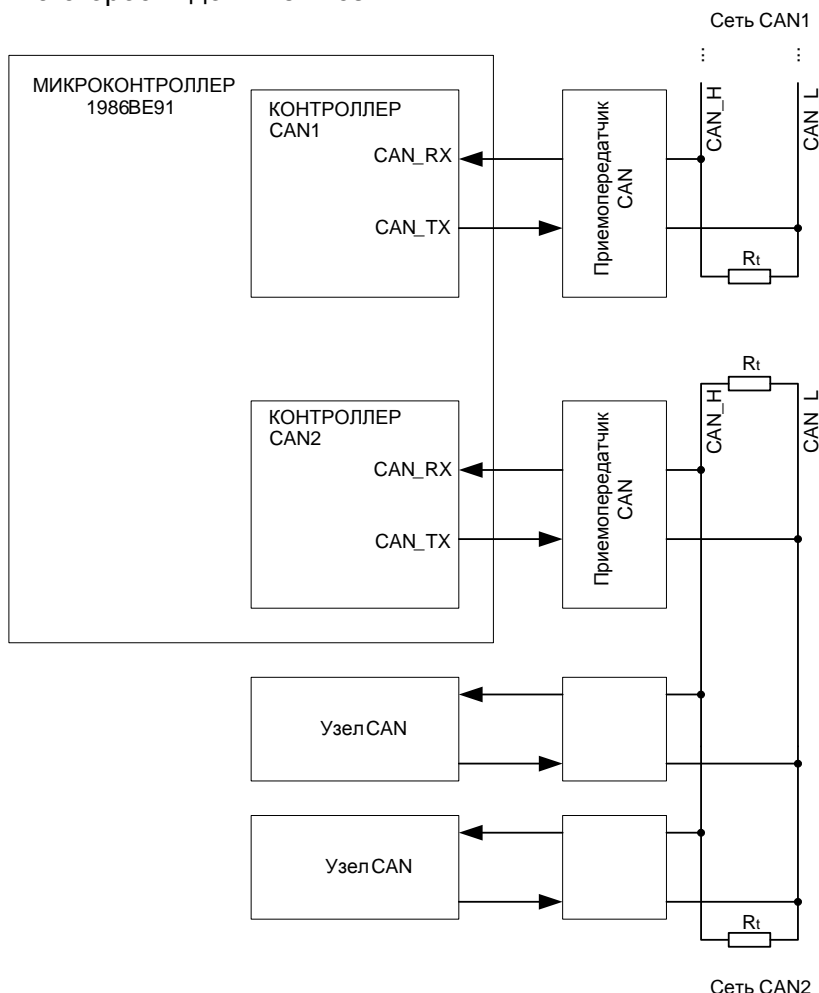 Сеть CAN1
...
...
МИКРОКОНТРОЛЛЕР
1986ВЕ91
КОНТРОЛЛЕР
CAN1
CAN_RX
CAN_TX
Приемопередатчик
CAN
CAN_H
CAN_L
Rt
Rt
КОНТРОЛЛЕР
CAN2
CAN_RX
CAN_TX
Приемопередатчик
CAN
CAN_H
CAN_L
Узел CAN
Узел CAN
Rt
Сеть CAN2